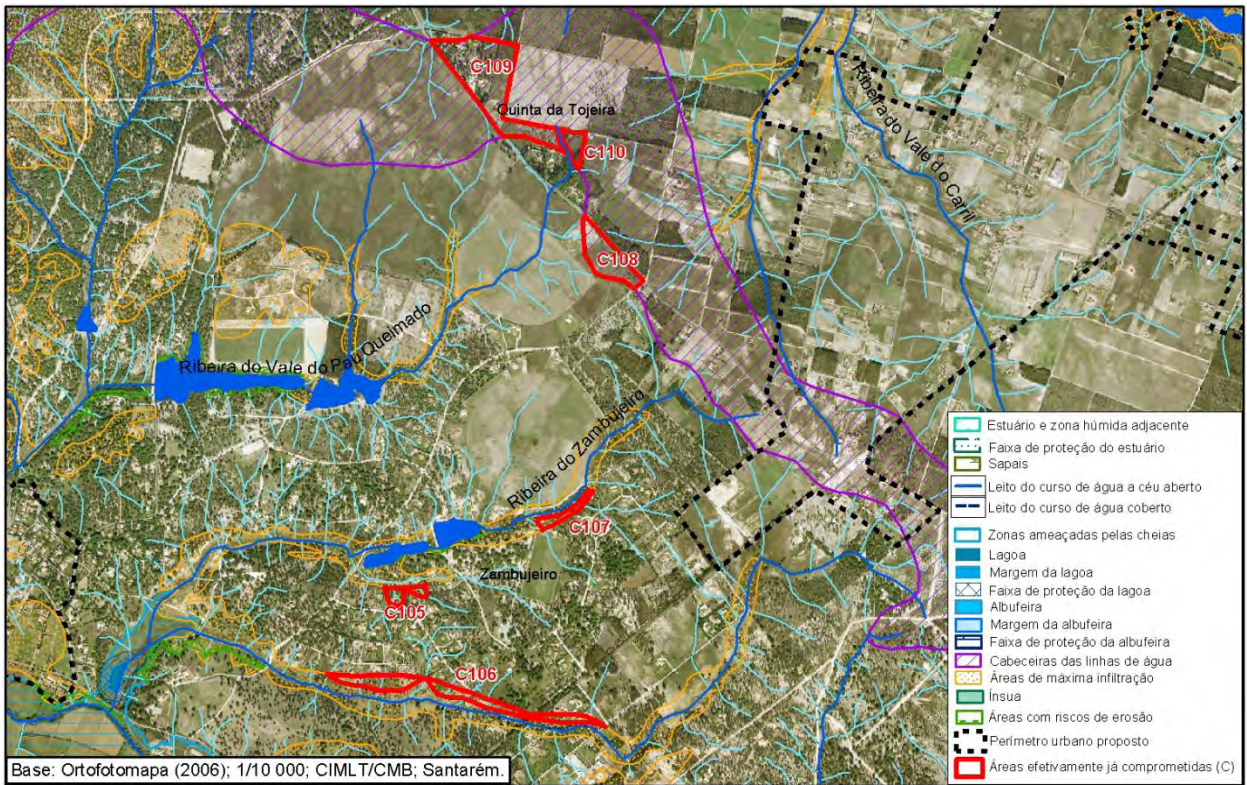 C109
Quinta da Tojeira
C110
Ribeira do Vale do Carril
C108
Ribeira do Vale do Pau Queimado
Ribeira do Zambujeiro
C107
Zambujeiro
C105
C106
Estuário e zona húmida adjacente
Faixa de proteção do estuário
Sapais
Leito do curso de água a céu aberto
Leito do curso de água coberto
Zonas ameaçadas pelas cheias
Lagoa
Margem da lagoa
Faixa de proteção da lagoa
Albufeira
Margem da albufeira
Faixa de proteção da albufeira
Cabeceiras das linhas de água
Áreas de máxima infiltração
Ínsua
Áreas com riscos de erosão
Perímetro urbano proposto
Áreas efetivamente já comprometidas (C)
Base: Ortofotomapa (2006); 1/10 000; CIMLT/CMB; Santarém.